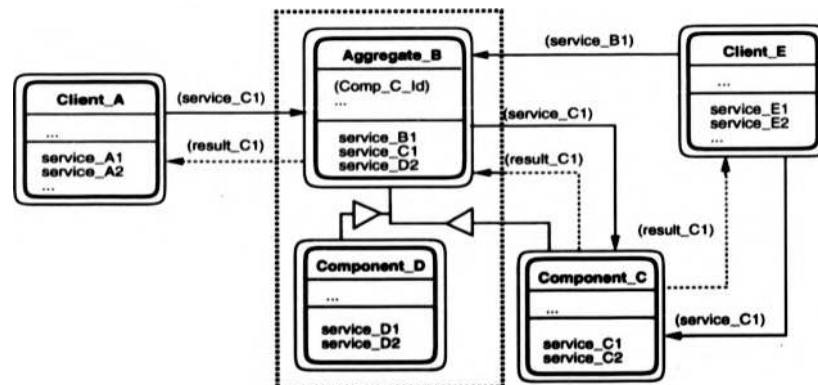 Client_A
...
service_A1
service_A2
...
(service_C1)
(result_C1)
Aggregate_B
(Comp_C_Id)
...
service_B1
service_C1
service_D2
(service_B1)
(service_C1)
(result_C1)
Client_E
...
service_E1
service_E2
...
(result_C1)
(service_C1)
Component_D
...
service_D1
service_D2
Component_C
...
service_C1
service_C2